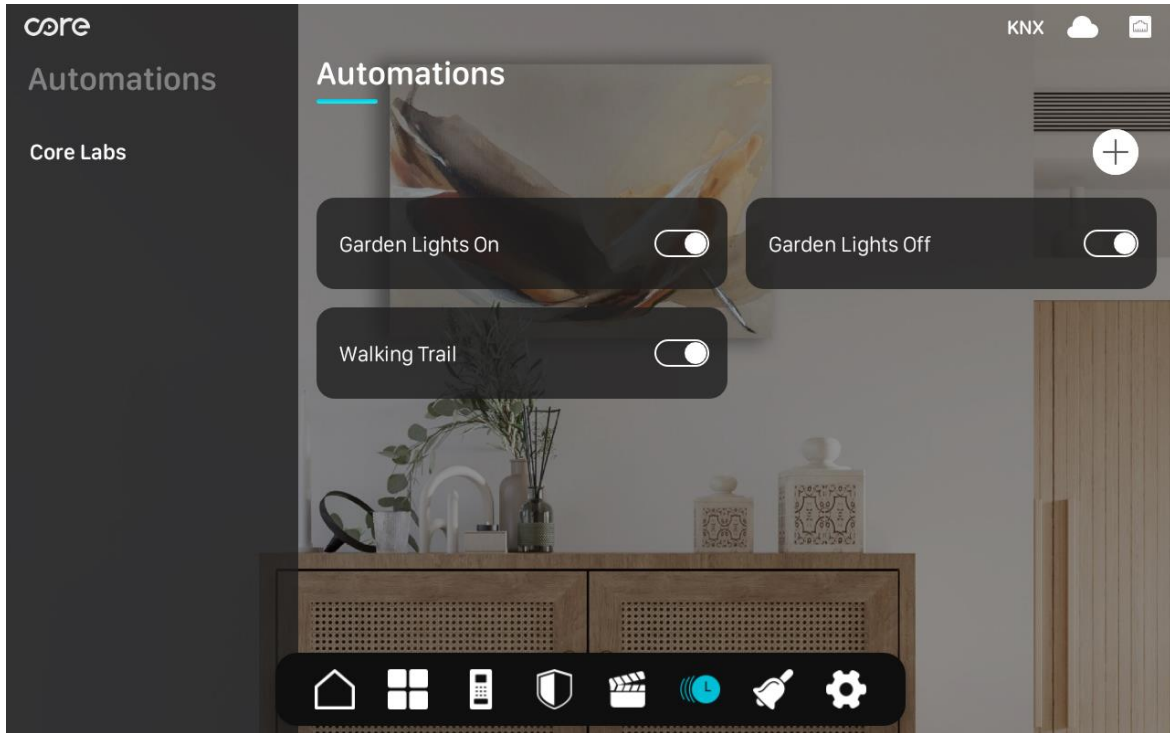 core
KNX
Automations
Automations
Core Labs
Garden Lights On
Garden Lights Off
Walking Trail